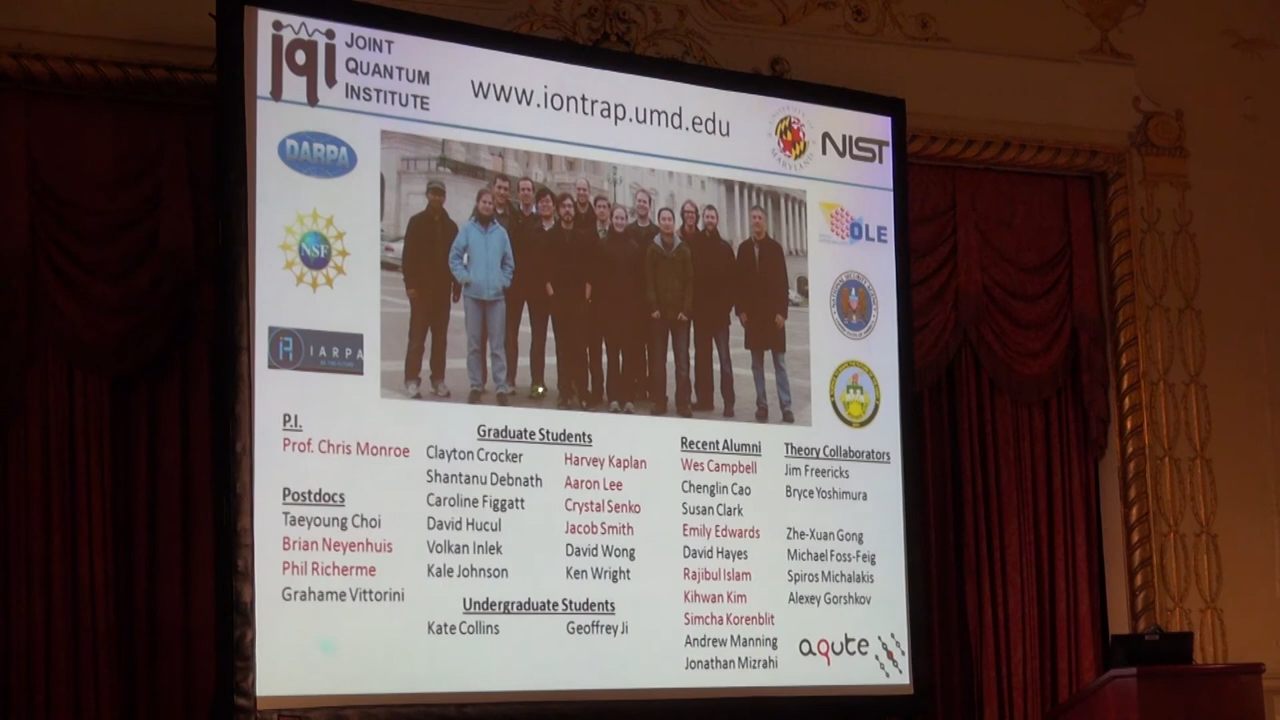 jqi
JOINT
QUANTUM
INSTITUTE
www.iontrap.umd.edu
MARYLAND
NIST
DARPA
NSF
IARPA
OLE
P.I.
Prof. Chris Monroe
Postdocs
Taeyoung Choi
Brian Neyenhuis
Phil Richerme
Grahame Vittorini
Graduate Students
Clayton Crocker
Shantanu Debnath
Caroline Figgatt
David Hucul
Volkan Inlek
Kale Johnson
Harvey Kaplan
Aaron Lee
Crystal Senko
Jacob Smith
David Wong
Ken Wright
Undergraduate Students
Kate Collins
Geoffrey Ji
Recent Alumni
Wes Campbell
Chenglin Cao
Susan Clark
Emily Edwards
David Hayes
Rajibul Islam
Kihwan Kim
Simcha Korenblit
Andrew Manning
Jonathan Mizrahi
Theory Collaborators
Jim Freericks
Bryce Yoshimura
Zhe-Xuan Gong
Michael Foss-Feig
Spiros Michalakis
Alexey Gorshkov
aqute